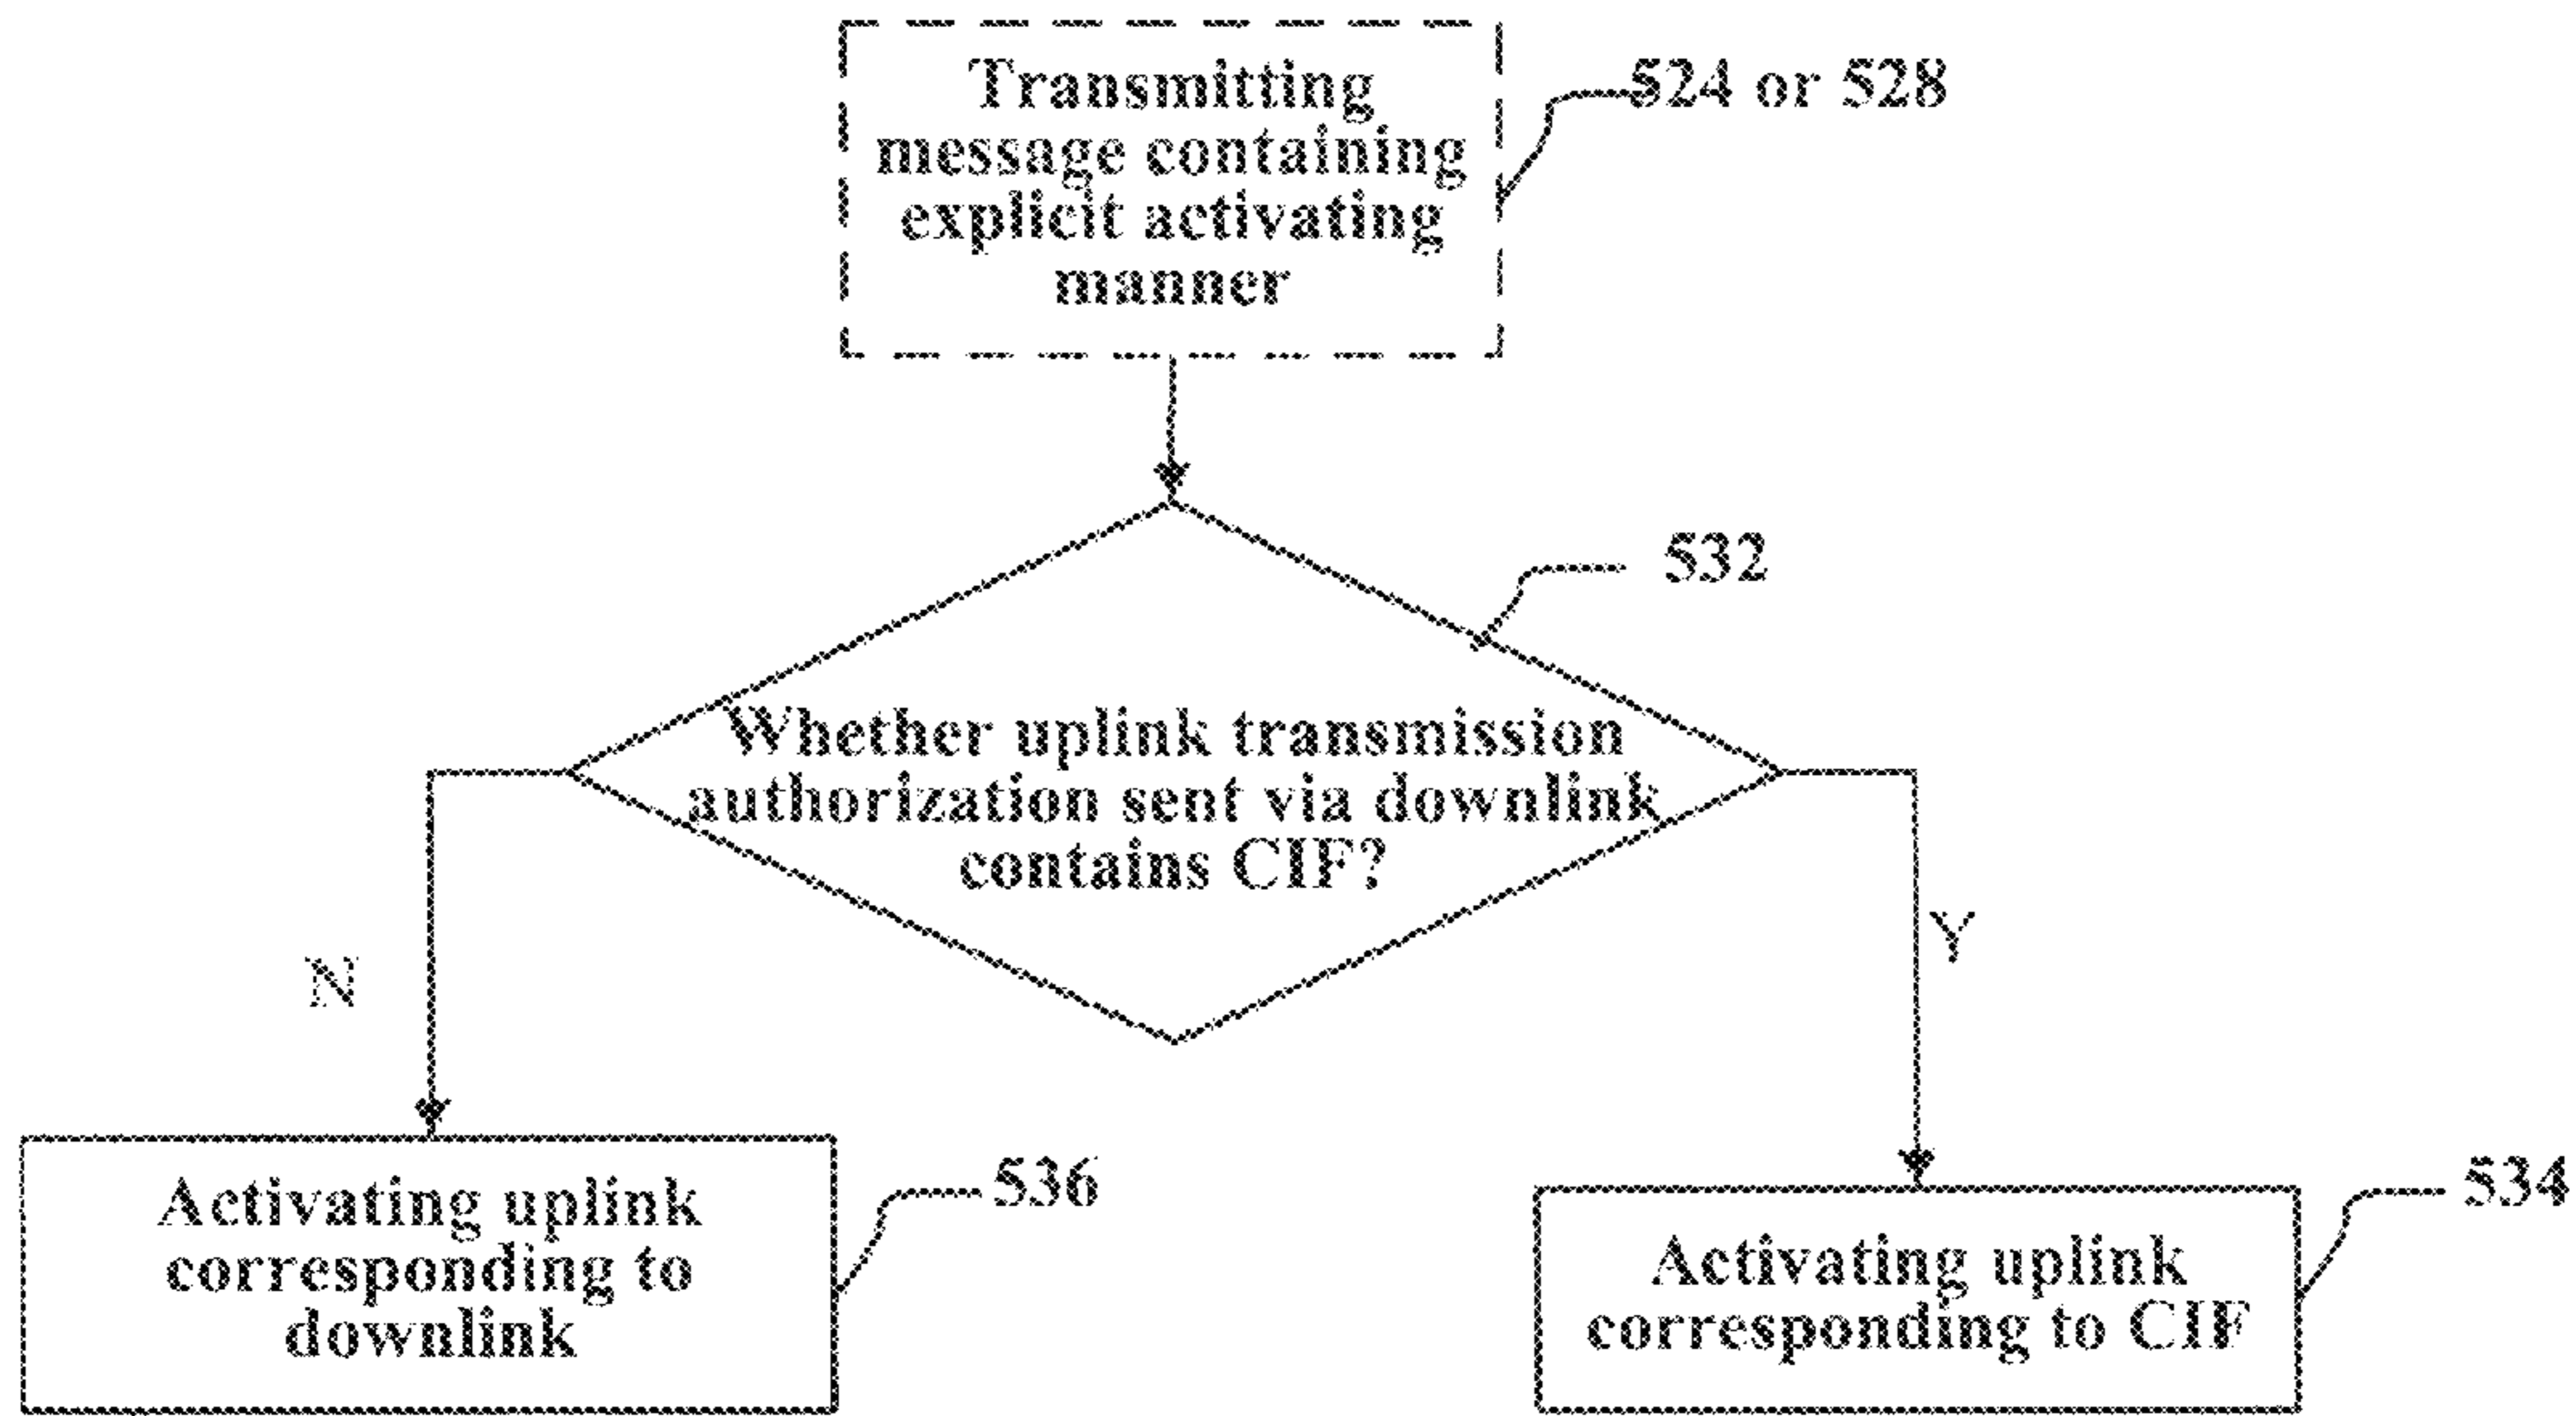 Transmitting
message containing
explicit activating
manner
524 or 528
532
Whether uplink transmission
authorization sent via downlink
contains CIF?
N
Y
Activating uplink
corresponding to
downlink
536
Activating uplink
corresponding to CIF
534